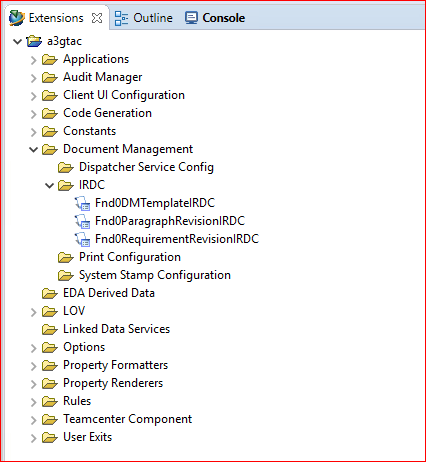 Extensions Outline Console
a3gtac
Applications
Audit Manager
Client UI Configuration
Code Generation
Constants
Document Management
Dispatcher Service Config
IRDC
Fnd0DMTemplateIRDC
Fnd0ParagraphRevisionIRDC
Fnd0RequirementRevisionIRDC
Print Configuration
System Stamp Configuration
EDA Derived Data
LOV
Linked Data Services
Options
Property Formatters
Property Renderers
Rules
Teamcenter Component
User Exits